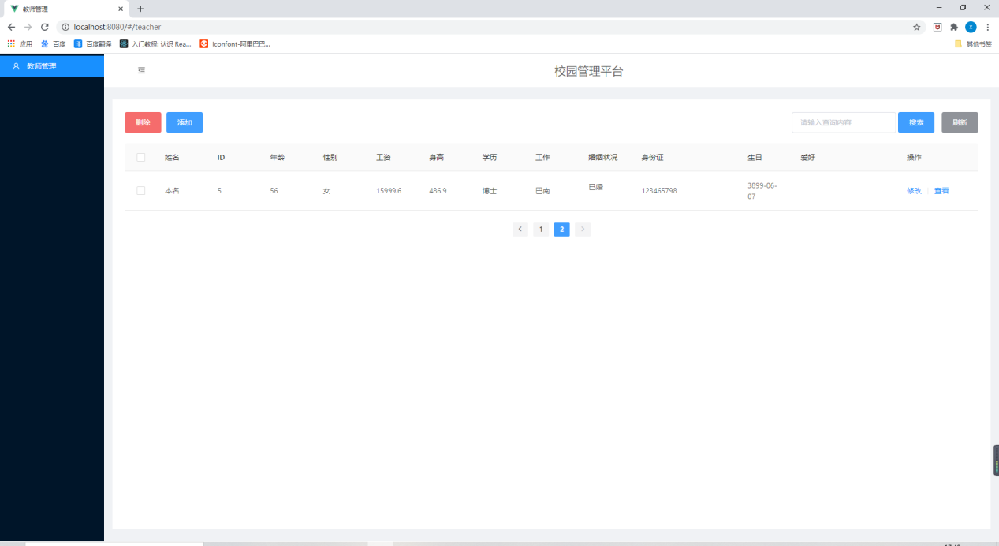 教师管理
localhost:8080/#/teacher
应用 百度 译 百度翻译 入门教程: 认识 Rea... Iconfont-阿里巴巴... 其他书签
教师管理
校园管理平台
删除 添加 请输入查询内容 搜索 刷新
姓名 ID 年龄 性别 工资 身高 学历 工作 婚姻状况 身份证 生日 爱好 操作
本名 5 56 女 15999.6 486.9 博士 巴南 已婚 123465798 3899-06-
07 修改 查看
1 2